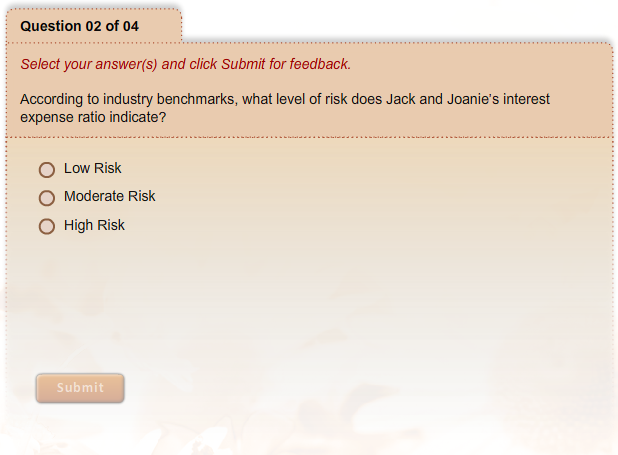 Question 02 of 04
Select your answer(s) and click Submit for feedback.
According to industry benchmarks, what level of risk does Jack and Joanie's interest
expense ratio indicate?
Low Risk
Moderate Risk
High Risk
Submit